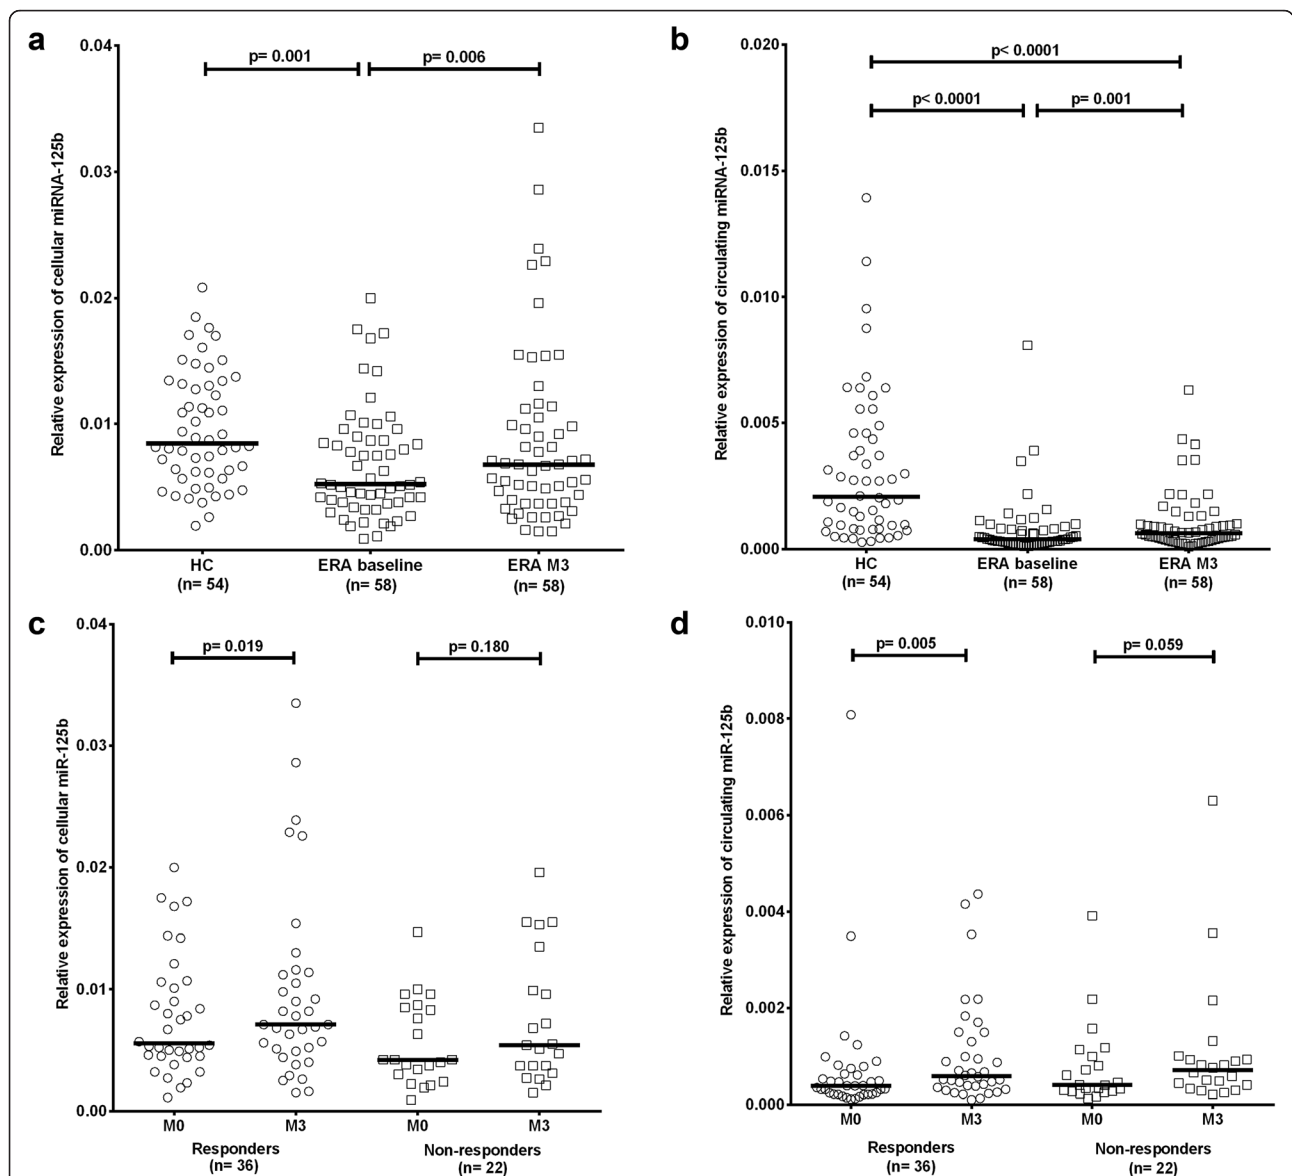 a
0.04
0.03
0.02
0.01
0.00
Relative expression of cellular miRNA-125b
p= 0.001
p= 0.006
HC
(n= 54)
ERA baseline
(n= 58)
ERA M3
(n= 58)
b
0.020
0.015
0.010
0.005
0.000
Relative expression of circulating miRNA-125b
p< 0.0001
p< 0.0001
p= 0.001
HC
(n= 54)
ERA baseline
(n= 58)
ERA M3
(n= 58)
c
0.04
0.03
0.02
0.01
0.00
Relative expression of cellular miR-125b
p= 0.019
p= 0.180
M0
M3
M0
M3
Responders
(n= 36)
Non-responders
(n= 22)
d
0.010
0.008
0.006
0.004
0.002
0.000
Relative expression of circulating miR-125b
p= 0.005
p= 0.059
M0
M3
M0
M3
Responders
(n= 36)
Non-responders
(n= 22)